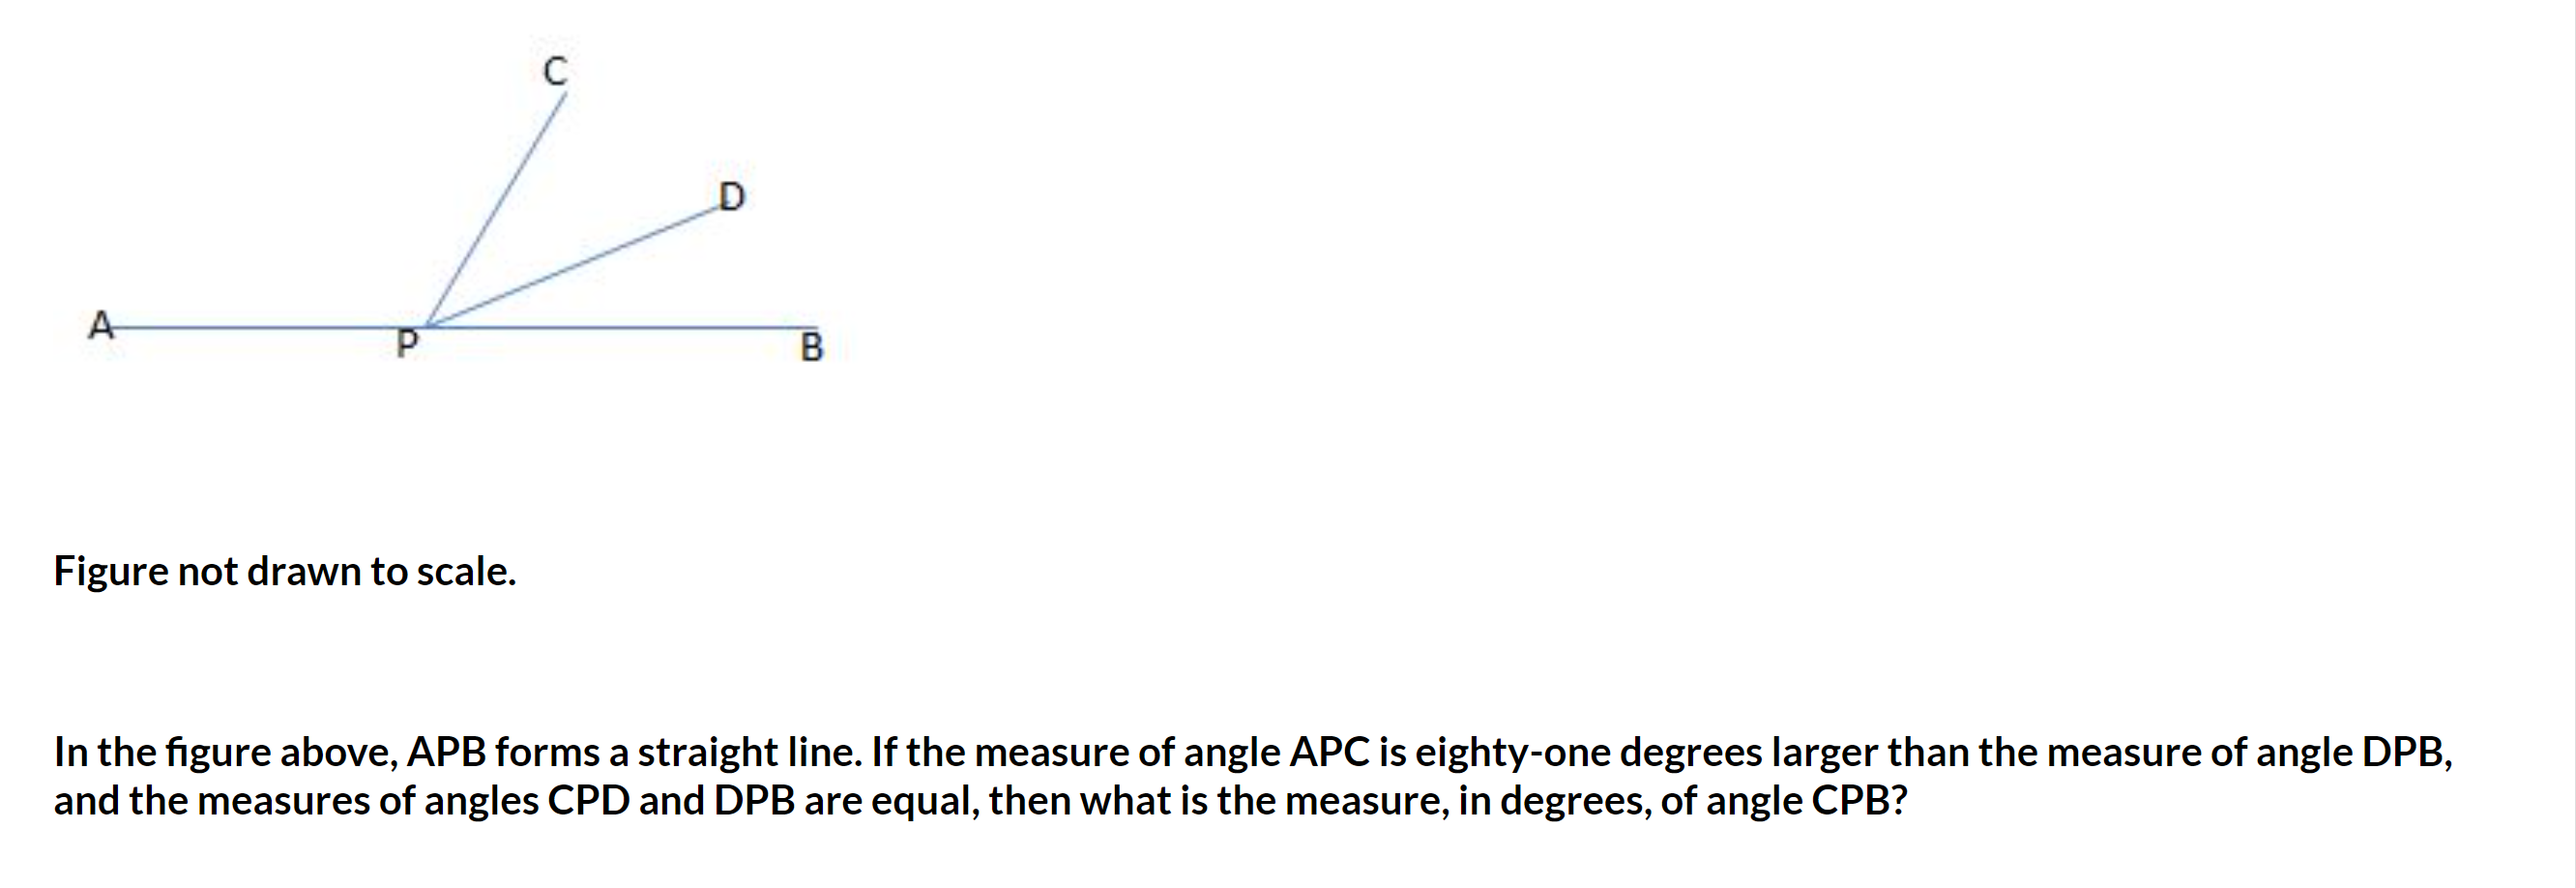 C
D
A
P
B
Figure not drawn to scale.
In the figure above, APB forms a straight line. If the measure of angle APC is eighty-one degrees larger than the measure of angle DPB,
and the measures of angles CPD and DPB are equal, then what is the measure, in degrees, of angle CPB?